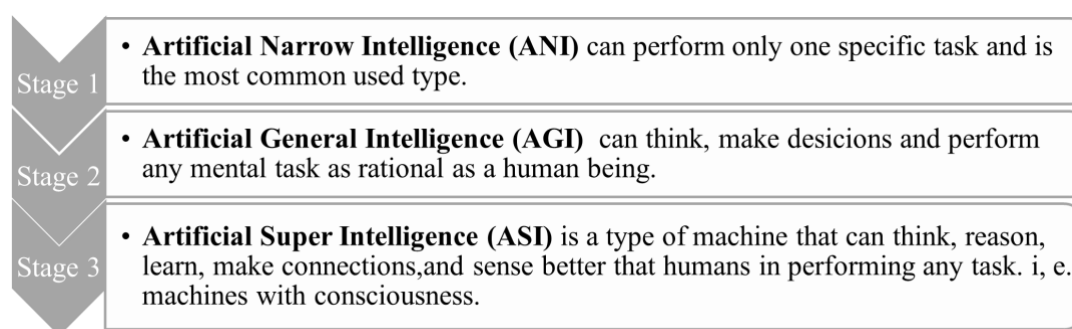 Stage 1
• Artificial Narrow Intelligence (ANI) can perform only one specific task and is
the most common used type.
Stage 2
• Artificial General Intelligence (AGI) can think, make desicions and perform
any mental task as rational as a human being.
Stage 3
• Artificial Super Intelligence (ASI) is a type of machine that can think, reason,
learn, make connections,and sense better that humans in performing any task. i, e.
machines with consciousness.